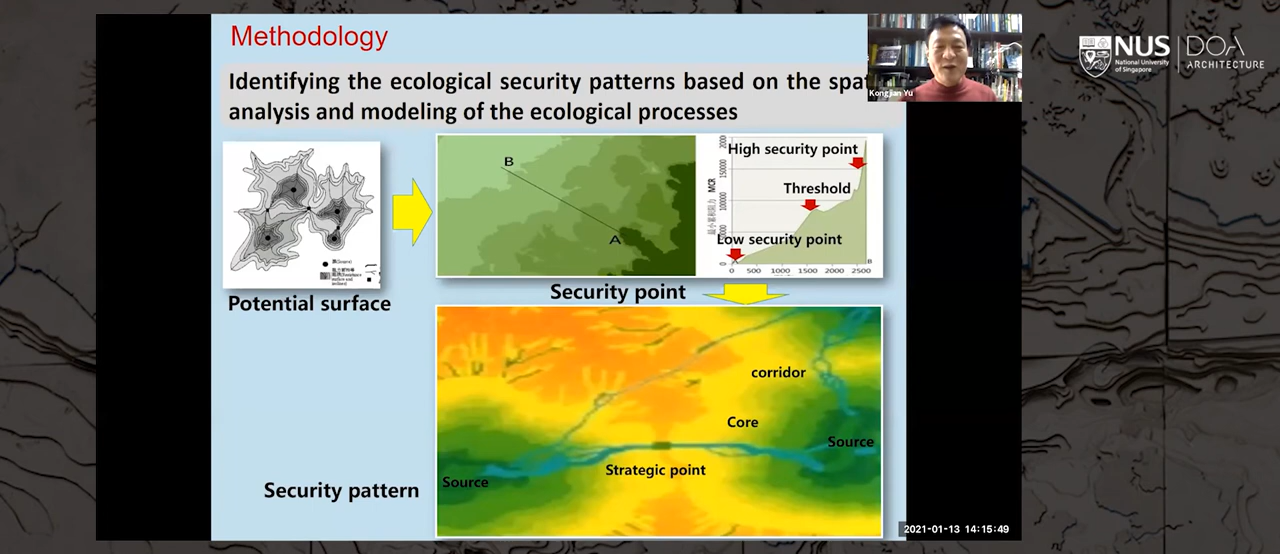 Methodology
Identifying the ecological security patterns based on the
analysis and modeling of the ecological processes
Kongjian Yu
NUS
National University
of Singapore
DOA
ARCHITECTURE
B
A
High security point
Threshold
Low security point
MCR
0 500 1000 1500 2000 2500
Potential surface
Security point
corridor
Core
Source
Strategic point
Source
Security pattern
2021-01-13 14:15:49